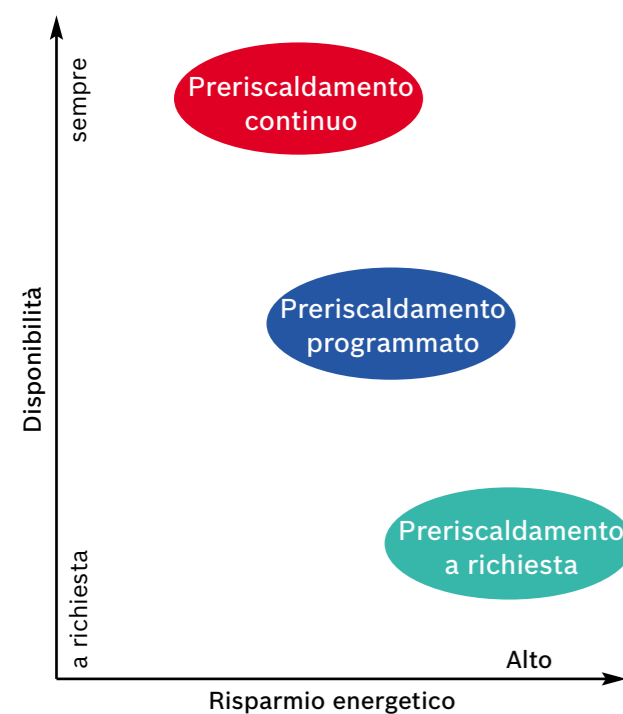 sempre
Preriscaldamento
continuo
Disponibilità
Preriscaldamento
programmato
Preriscaldamento
a richiesta
a richiesta
Alto
Risparmio energetico